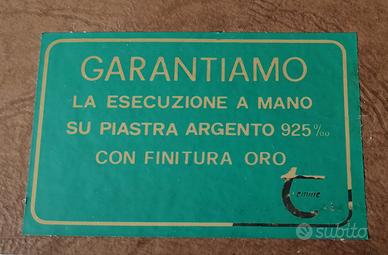 GARANTIAMO
LA ESECUZIONE A MANO
SU PIASTRA ARGENTO 925‰
CON FINITURA ORO
subito